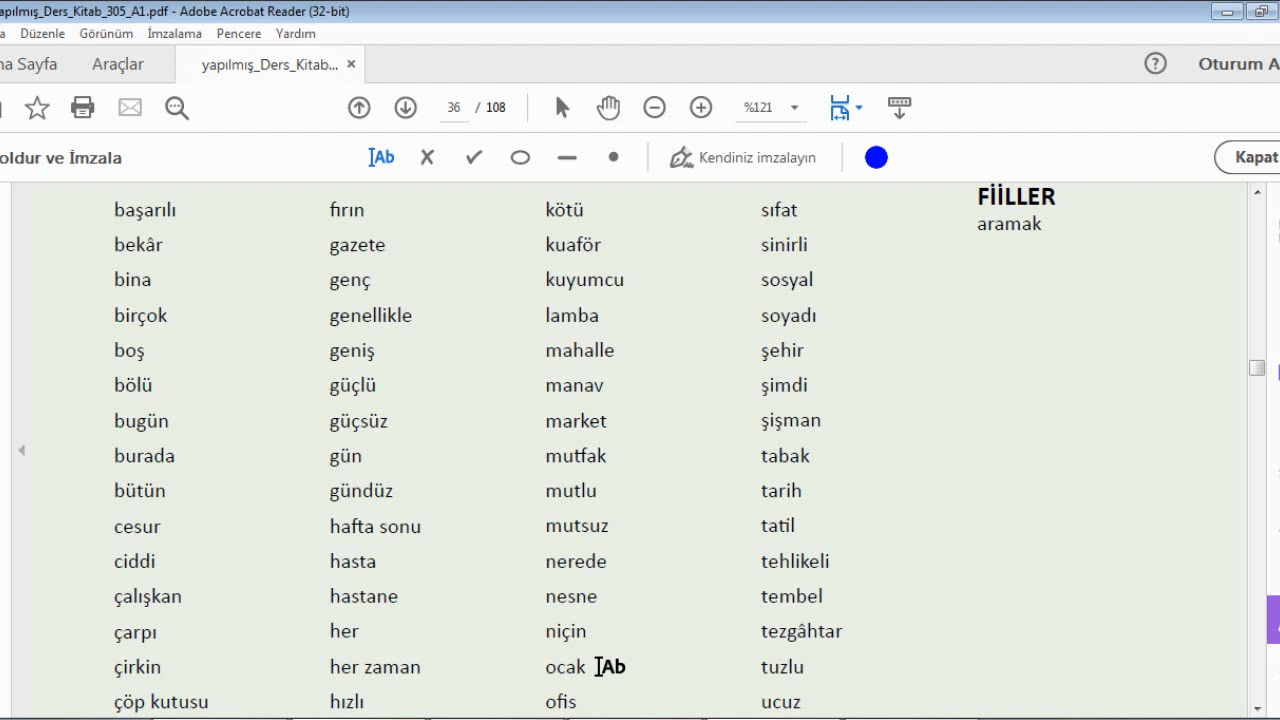 apılmış_Ders_Kitab_305_A1.pdf - Adobe Acrobat Reader (32-bit)
Düzenle Görünüm İmzalama Pencere Yardım
na Sayfa Araçlar yapılmış_Ders_Kitab... × ? Oturum A
36 / 108 %121
oldur ve İmzala Ab Kendiniz imzalayın Kapat
başarılı fırın kötü sıfat FİİLLER
bekâr gazete kuaför sinirli aramak
bina genç kuyumcu sosyal
birçok genellikle lamba soyadı
boş geniş mahalle şehir
bölü güçlü manav şimdi
bugün güçsüz market şişman
burada gün mutfak tabak
bütün gündüz mutlu tarih
cesur hafta sonu mutsuz tatil
ciddi hasta nerede tehlikeli
çalışkan hastane nesne tembel
çarpı her niçin tezgâhtar
çirkin her zaman ocak Ab tuzlu
çöp kutusu hızlı ofis ucuz